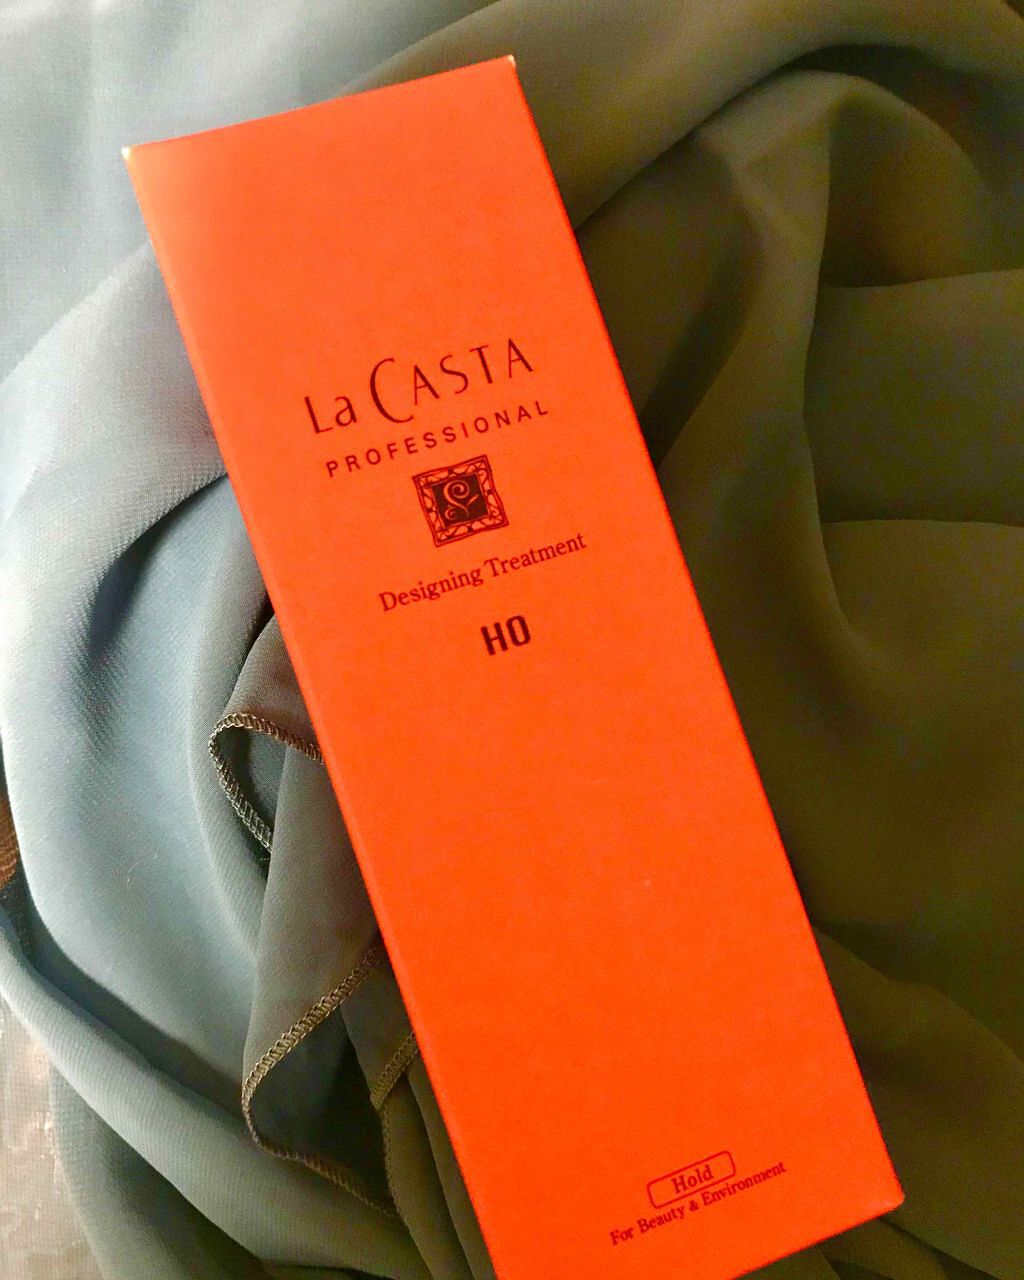 La CASTA
PROFESSIONAL
Designing Treatment
HO
Hold
For Beauty & Environment